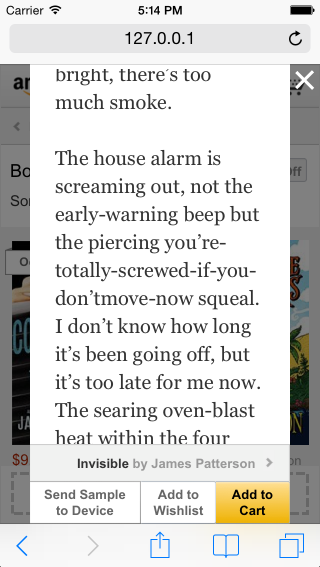 Carrier 5:14 PM
127.0.0.1
bright, there's too
much smoke.
The house alarm is
screaming out, not the
early-warning beep but
the piercing you're-
totally-screwed-if-you-
don'tmove-now squeal.
I don't know how long
it's been going off, but
it's too late for me now.
The searing oven-blast
heat within the four
$9
Invisible by James Patterson
Send Sample
to Device
Add to
Wishlist
Add to
Cart